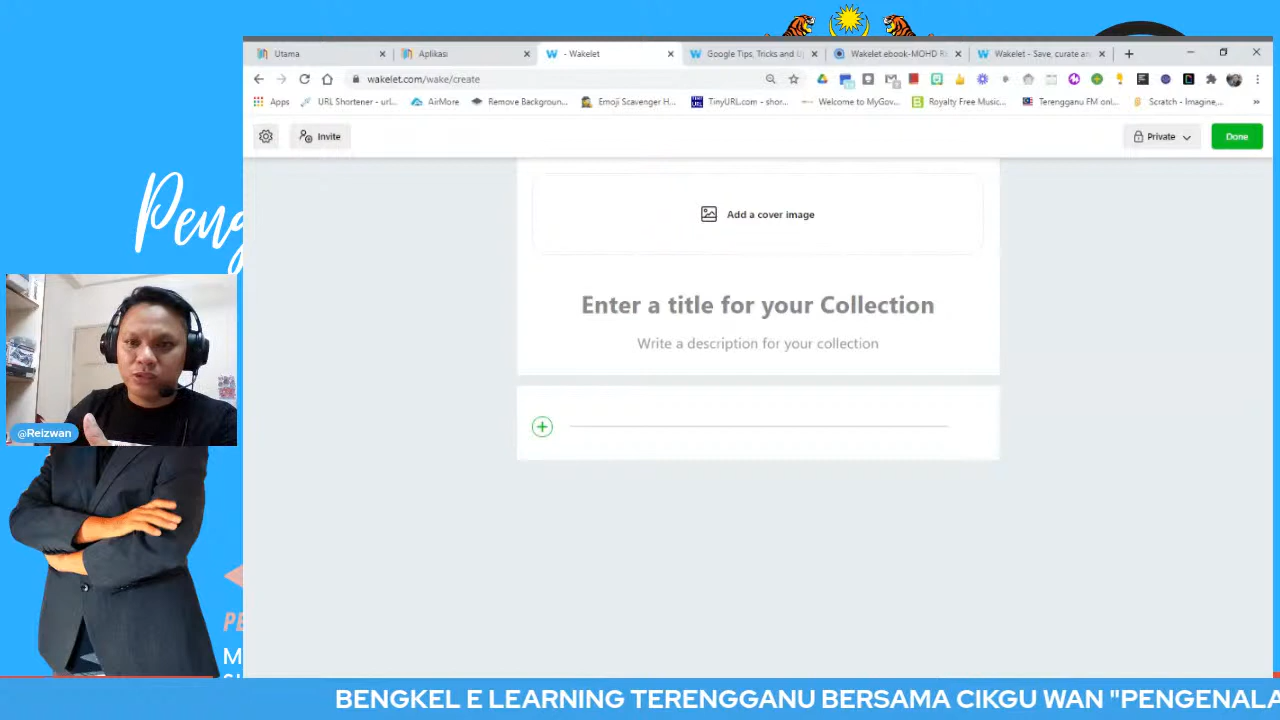 Utama
Aplikasi
- Wakelet
Google Tips, Tricks and U
Wakelet ebook-MOHD R
Wakelet - Save, curate an
wakelet.com/wake/create
Apps
URL Shortener - url...
AirMore
Remove Backgroun...
Emoji Scavenger H...
TinyURL.com - shor...
Welcome to MyGov...
Royalty Free Music...
Terengganu FM onl...
Scratch - Imagine,...
Invite
Private
Done
Add a cover image
Enter a title for your Collection
Write a description for your collection
Peng
@Reizwan
PE
M
BENGKEL E LEARNING TERENGGANU BERSAMA CIKGU WAN "PENGENALA